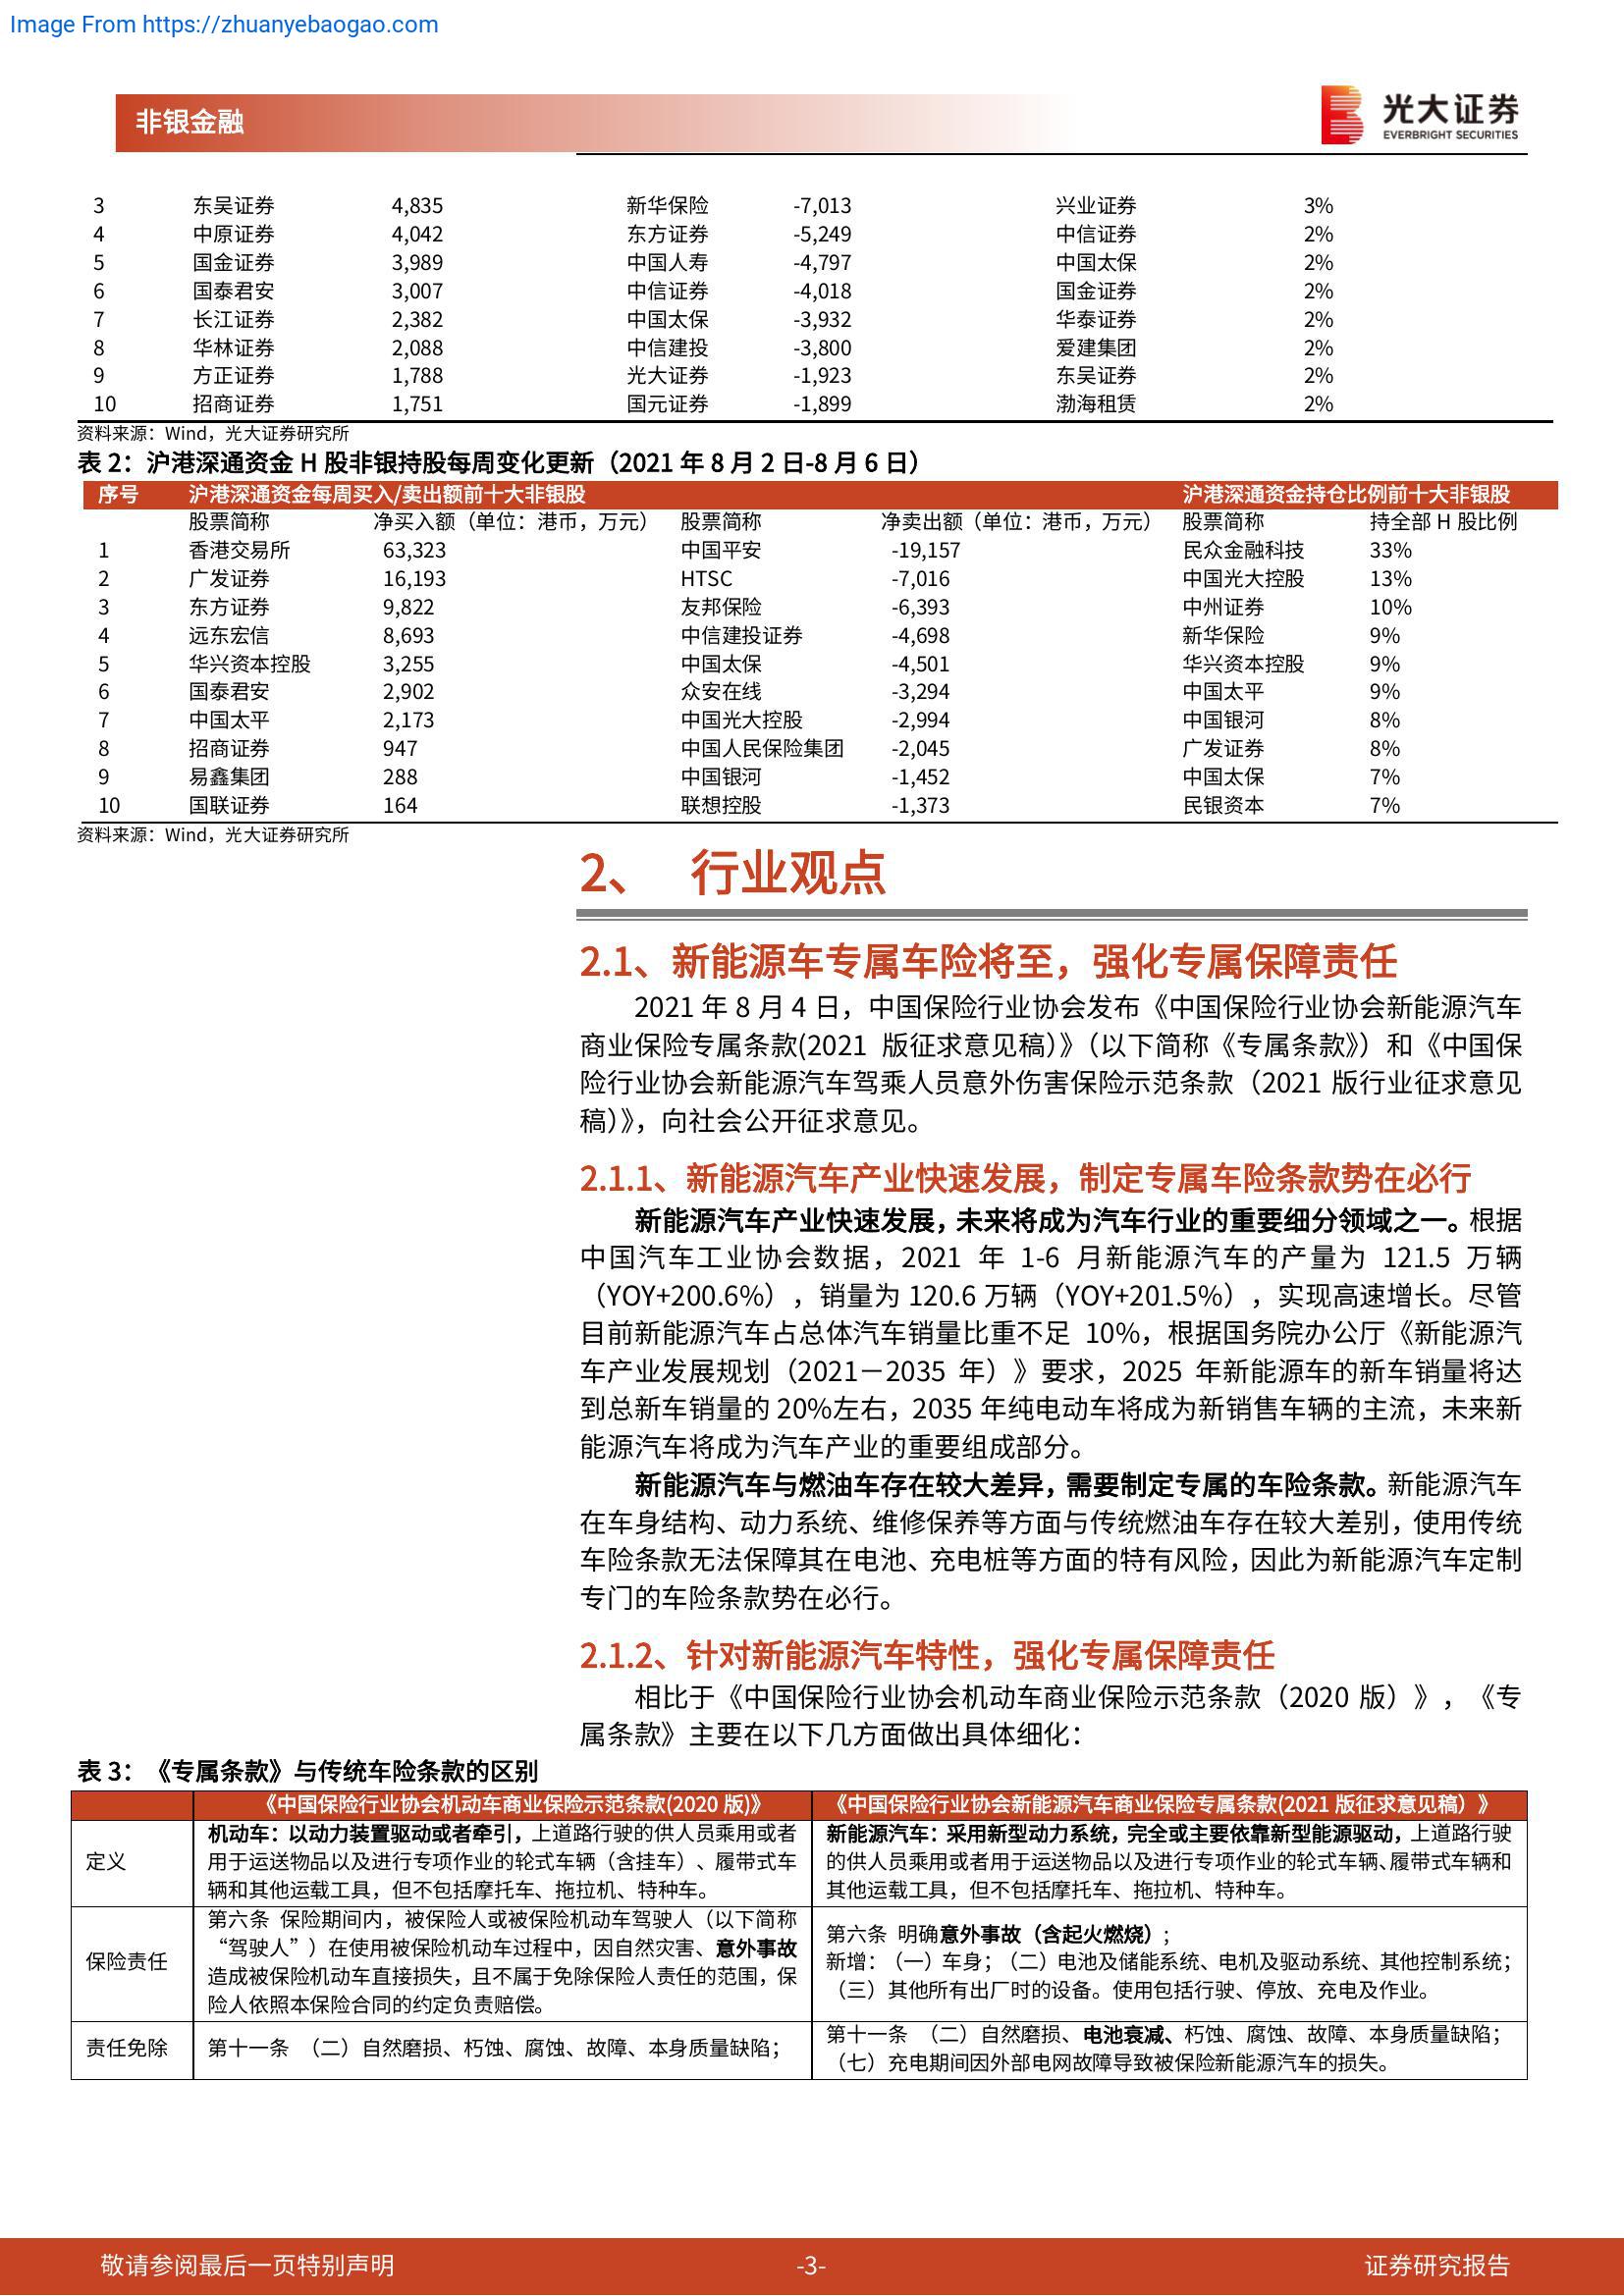 Image From https://zhuanyebaogao.com
非银金融
光大证券
EVERBRIGHT SECURITIES
3 东吴证券 4,835 新华保险 -7,013 兴业证券 3%
4 中原证券 4,042 东方证券 -5,249 中信证券 2%
5 国金证券 3,989 中国人寿 -4,797 中国太保 2%
6 国泰君安 3,007 中信证券 -4,018 国金证券 2%
7 长江证券 2,382 中国太保 -3,932 华泰证券 2%
8 华林证券 2,088 中信建投 -3,800 爱建集团 2%
9 方正证券 1,788 光大证券 -1,923 东吴证券 2%
10 招商证券 1,751 国元证券 -1,899 渤海租赁 2%
资料来源：Wind，光大证券研究所
表 2：沪港深通资金 H 股非银持股每周变化更新（2021 年 8 月 2 日-8 月 6 日）
序号 沪港深通资金每周买入/卖出额前十大非银股 沪港深通资金持仓比例前十大非银股
股票简称 净买入额（单位：港币，万元） 股票简称 净卖出额（单位：港币，万元） 股票简称 持全部 H 股比例
1 香港交易所 63,323 中国平安 -19,157 民众金融科技 33%
2 广发证券 16,193 HTSC -7,016 中国光大控股 13%
3 东方证券 9,822 友邦保险 -6,393 中州证券 10%
4 远东宏信 8,693 中信建投证券 -4,698 新华保险 9%
5 华兴资本控股 3,255 中国太保 -4,501 华兴资本控股 9%
6 国泰君安 2,902 众安在线 -3,294 中国太平 9%
7 中国太平 2,173 中国光大控股 -2,994 中国银河 8%
8 招商证券 947 中国人民保险集团 -2,045 广发证券 8%
9 易鑫集团 288 中国银河 -1,452 中国太保 7%
10 国联证券 164 联想控股 -1,373 民银资本 7%
资料来源：Wind，光大证券研究所
2、 行业观点
2.1、新能源车专属车险将至，强化专属保障责任
2021 年 8 月 4 日，中国保险行业协会发布《中国保险行业协会新能源汽车
商业保险专属条款(2021 版征求意见稿)》（以下简称《专属条款》）和《中国保
险行业协会新能源汽车驾乘人员意外伤害保险示范条款（2021 版行业征求意见
稿）》，向社会公开征求意见。
2.1.1、新能源汽车产业快速发展，制定专属车险条款势在必行
新能源汽车产业快速发展，未来将成为汽车行业的重要细分领域之一。根据
中国汽车工业协会数据，2021 年 1-6 月新能源汽车的产量为 121.5 万辆
（YOY+200.6%），销量为 120.6 万辆（YOY+201.5%），实现高速增长。尽管
目前新能源汽车占总体汽车销量比重不足 10%，根据国务院办公厅《新能源汽
车产业发展规划（2021－2035 年）》要求，2025 年新能源车的新车销量将达
到总新车销量的 20%左右，2035 年纯电动车将成为新销售车辆的主流，未来新
能源汽车将成为汽车产业的重要组成部分。
新能源汽车与燃油车存在较大差异，需要制定专属的车险条款。新能源汽车
在车身结构、动力系统、维修保养等方面与传统燃油车存在较大差别，使用传统
车险条款无法保障其在电池、充电桩等方面的特有风险，因此为新能源汽车定制
专门的车险条款势在必行。
2.1.2、针对新能源汽车特性，强化专属保障责任
相比于《中国保险行业协会机动车商业保险示范条款（2020 版）》，《专
属条款》主要在以下几方面做出具体细化：
表 3：《专属条款》与传统车险条款的区别
《中国保险行业协会机动车商业保险示范条款(2020 版)》 《中国保险行业协会新能源汽车商业保险专属条款(2021 版征求意见稿）》
定义
机动车：以动力装置驱动或者牵引，上道路行驶的供人员乘用或者
用于运送物品以及进行专项作业的轮式车辆（含挂车）、履带式车
辆和其他运载工具，但不包括摩托车、拖拉机、特种车。
新能源汽车：采用新型动力系统，完全或主要依靠新型能源驱动，上道路行驶
的供人员乘用或者用于运送物品以及进行专项作业的轮式车辆、履带式车辆和
其他运载工具，但不包括摩托车、拖拉机、特种车。
保险责任
第六条 保险期间内，被保险人或被保险机动车驾驶人（以下简称
“驾驶人”）在使用被保险机动车过程中，因自然灾害、意外事故
造成被保险机动车直接损失，且不属于免除保险人责任的范围，保
险人依照本保险合同的约定负责赔偿。
第六条 明确意外事故（含起火燃烧）;
新增：（一）车身；（二）电池及储能系统、电机及驱动系统、其他控制系统；
（三）其他所有出厂时的设备。使用包括行驶、停放、充电及作业。
责任免除
第十一条 （二）自然磨损、朽蚀、腐蚀、故障、本身质量缺陷；
第十一条 （二）自然磨损、电池衰减、朽蚀、腐蚀、故障、本身质量缺陷；
（七）充电期间因外部电网故障导致被保险新能源汽车的损失。
敬请参阅最后一页特别声明 -3- 证券研究报告